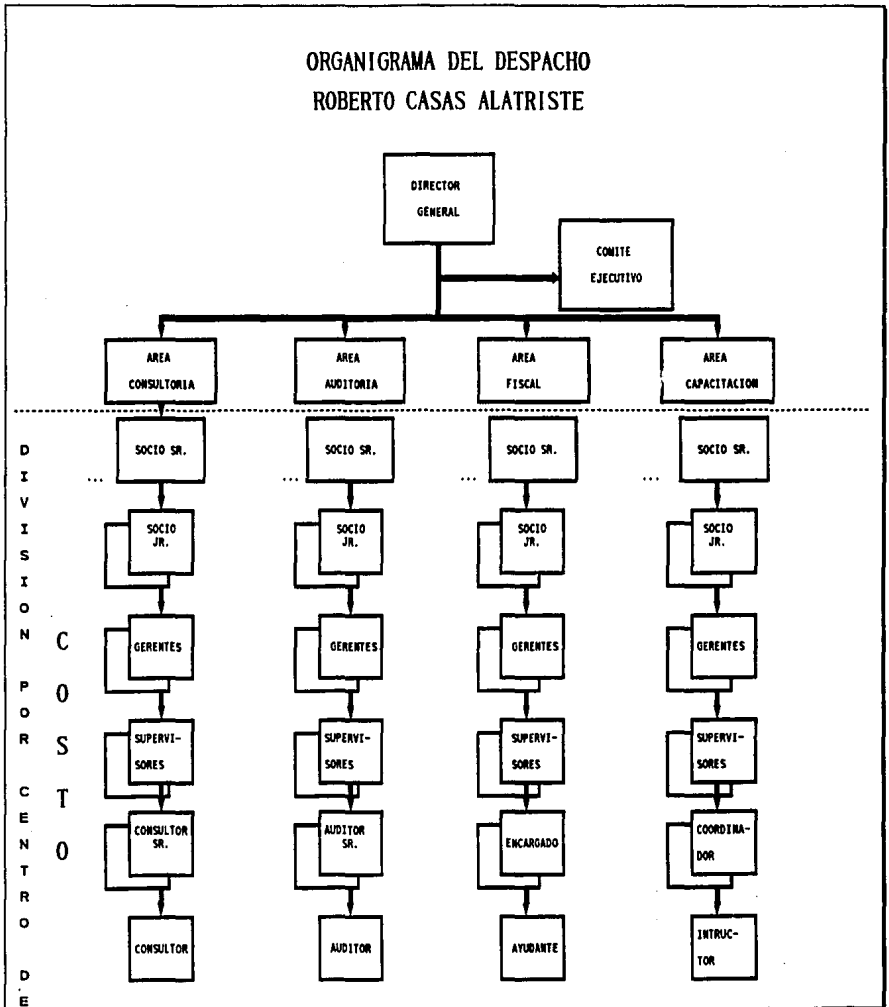 ORGANIGRAMA DEL DESPACHO
ROBERTO CASAS ALATRISTE
DIRECTOR
GENERAL
COMITE
EJECUTIVO
AREA
CONSULTORIA
AREA
AUDITORIA
AREA
FISCAL
AREA
CAPACITACION
DIVISION POR CENTRO DE
COSTO
... SOCIO SR.
... SOCIO SR.
... SOCIO SR.
... SOCIO SR.
SOCIO
JR.
SOCIO
JR.
SOCIO
JR.
SOCIO
JR.
GERENTES
GERENTES
GERENTES
GERENTES
SUPERVI-
SORES
SUPERVI-
SORES
SUPERVI-
SORES
SUPERVI-
SORES
CONSULTOR
SR.
AUDITOR
SR.
ENCARGADO
COORDINA-
DOR
CONSULTOR
AUDITOR
AYUDANTE
INTRUC-
TOR